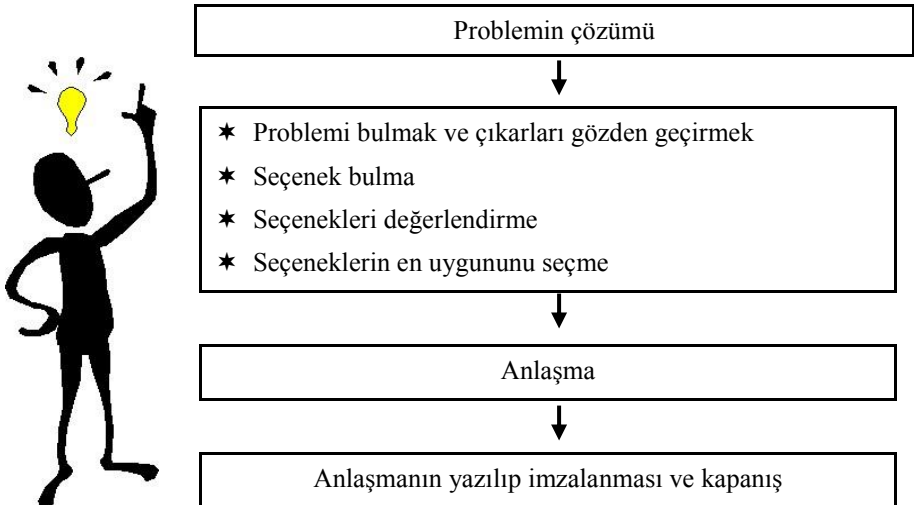 Problemin çözümü
✶ Problemi bulmak ve çıkarları gözden geçirmek
✶ Seçenek bulma
✶ Seçenekleri değerlendirme
✶ Seçeneklerin en uygununu seçme
Anlaşma
Anlaşmanın yazılıp imzalanması ve kapanış